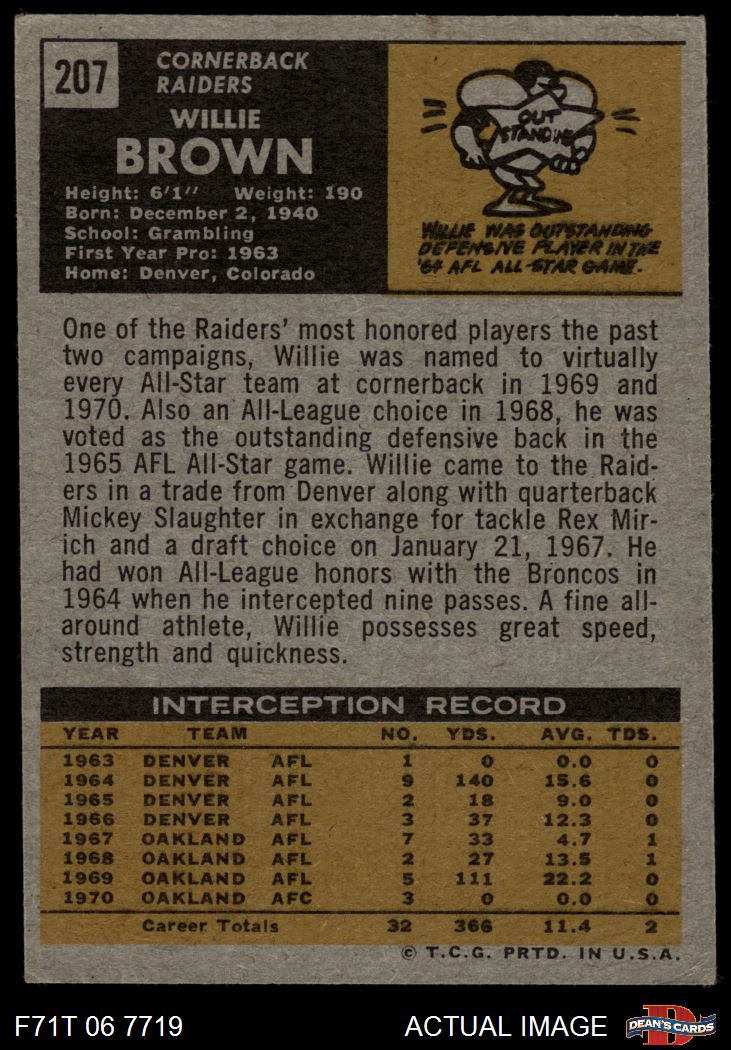 207
CORNERBACK
RAIDERS
WILLIE
BROWN
Height: 6'1" Weight: 190
Born: December 2, 1940
School: Grambling
First Year Pro: 1963
Home: Denver, Colorado
OUT
STANDING
WILLIE WAS OUTSTANDING
DEFENSIVE PLAYER IN THE
'64 AFL ALL-STAR GAME.
One of the Raiders' most honored players the past
two campaigns, Willie was named to virtually
every All-Star team at cornerback in 1969 and
1970. Also an All-League choice in 1968, he was
voted as the outstanding defensive back in the
1965 AFL All-Star game. Willie came to the Raid-
ers in a trade from Denver along with quarterback
Mickey Slaughter in exchange for tackle Rex Mir-
ich and a draft choice on January 21, 1967. He
had won All-League honors with the Broncos in
1964 when he intercepted nine passes. A fine all-
around athlete, Willie possesses great speed,
strength and quickness.
INTERCEPTION RECORD
YEAR TEAM NO. YDS. AVG. TDS.
1963 DENVER AFL 1 0 0.0 0
1964 DENVER AFL 9 140 15.6 0
1965 DENVER AFL 2 18 9.0 0
1966 DENVER AFL 3 37 12.3 0
1967 OAKLAND AFL 7 33 4.7 1
1968 OAKLAND AFL 2 27 13.5 1
1969 OAKLAND AFL 5 111 22.2 0
1970 OAKLAND AFC 3 0 0.0 0
Career Totals 32 366 11.4 2
© T.C.G. PRTD. IN U.S.A.
F71T 06 7719 ACTUAL IMAGE D DEAN'S CARDS